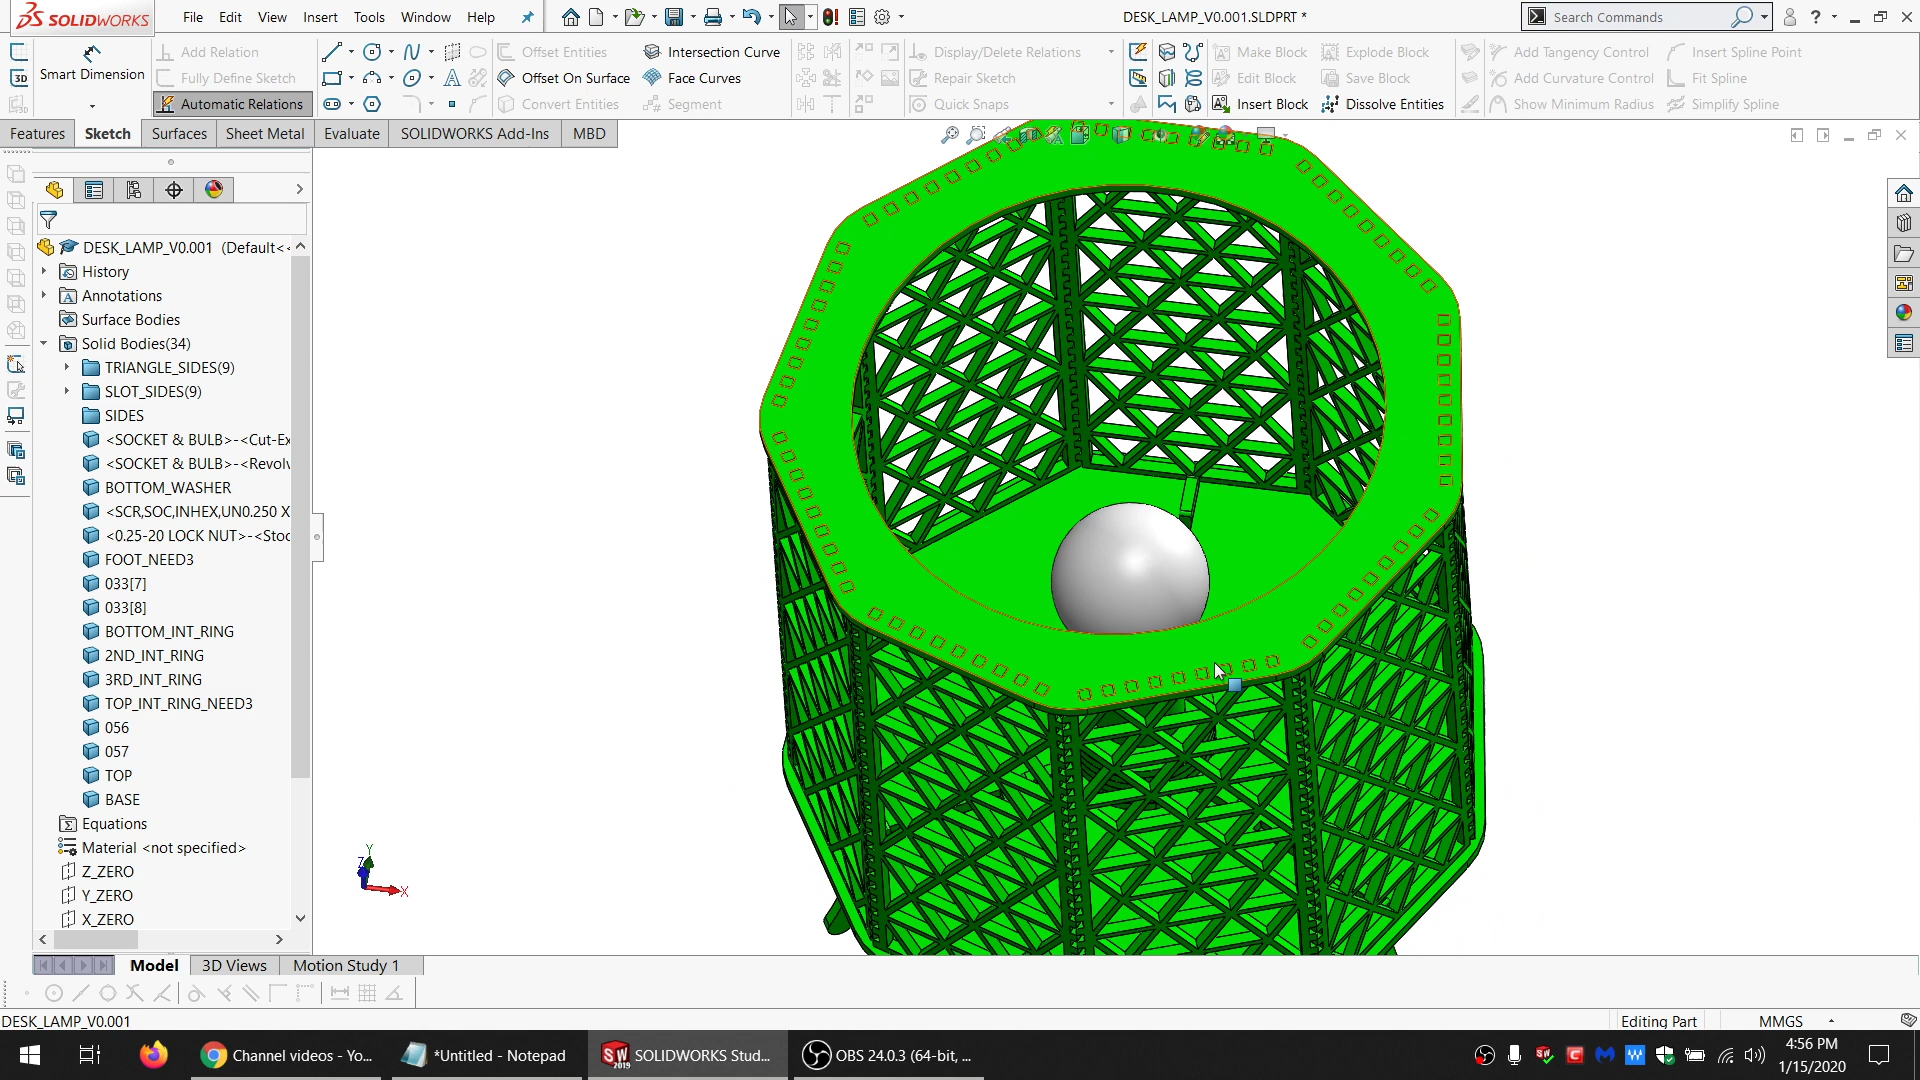 SOLIDWORKS
File Edit View Insert Tools Window Help
DESK_LAMP_V0.001.SLDPRT *
Search Commands
Smart Dimension
Add Relation
Fully Define Sketch
Automatic Relations
Offset Entities
Offset On Surface
Convert Entities
Intersection Curve
Face Curves
Segment
Display/Delete Relations
Repair Sketch
Quick Snaps
Make Block
Edit Block
Insert Block
Explode Block
Save Block
Dissolve Entities
Add Tangency Control
Add Curvature Control
Show Minimum Radius
Insert Spline Point
Fit Spline
Simplify Spline
Features Sketch Surfaces Sheet Metal Evaluate SOLIDWORKS Add-Ins MBD
DESK_LAMP_V0.001 (Default<
History
Annotations
Surface Bodies
Solid Bodies(34)
TRIANGLE_SIDES(9)
SLOT_SIDES(9)
SIDES
<SOCKET & BULB>-<Cut-Ex
<SOCKET & BULB>-<Revolv
BOTTOM_WASHER
<SCR,SOC,INHEX,UN0.250 X
<0.25-20 LOCK NUT>-<Stoc
FOOT_NEED3
033[7]
033[8]
BOTTOM_INT_RING
2ND_INT_RING
3RD_INT_RING
TOP_INT_RING_NEED3
056
057
TOP
BASE
Equations
Material <not specified>
Z_ZERO
Y_ZERO
X_ZERO
Y
Z
X
Model 3D Views Motion Study 1
DESK_LAMP_V0.001
Editing Part
MMGS
Channel videos - Yo...
*Untitled - Notepad
SOLIDWORKS Stud...
OBS 24.0.3 (64-bit, ...
4:56 PM
1/15/2020